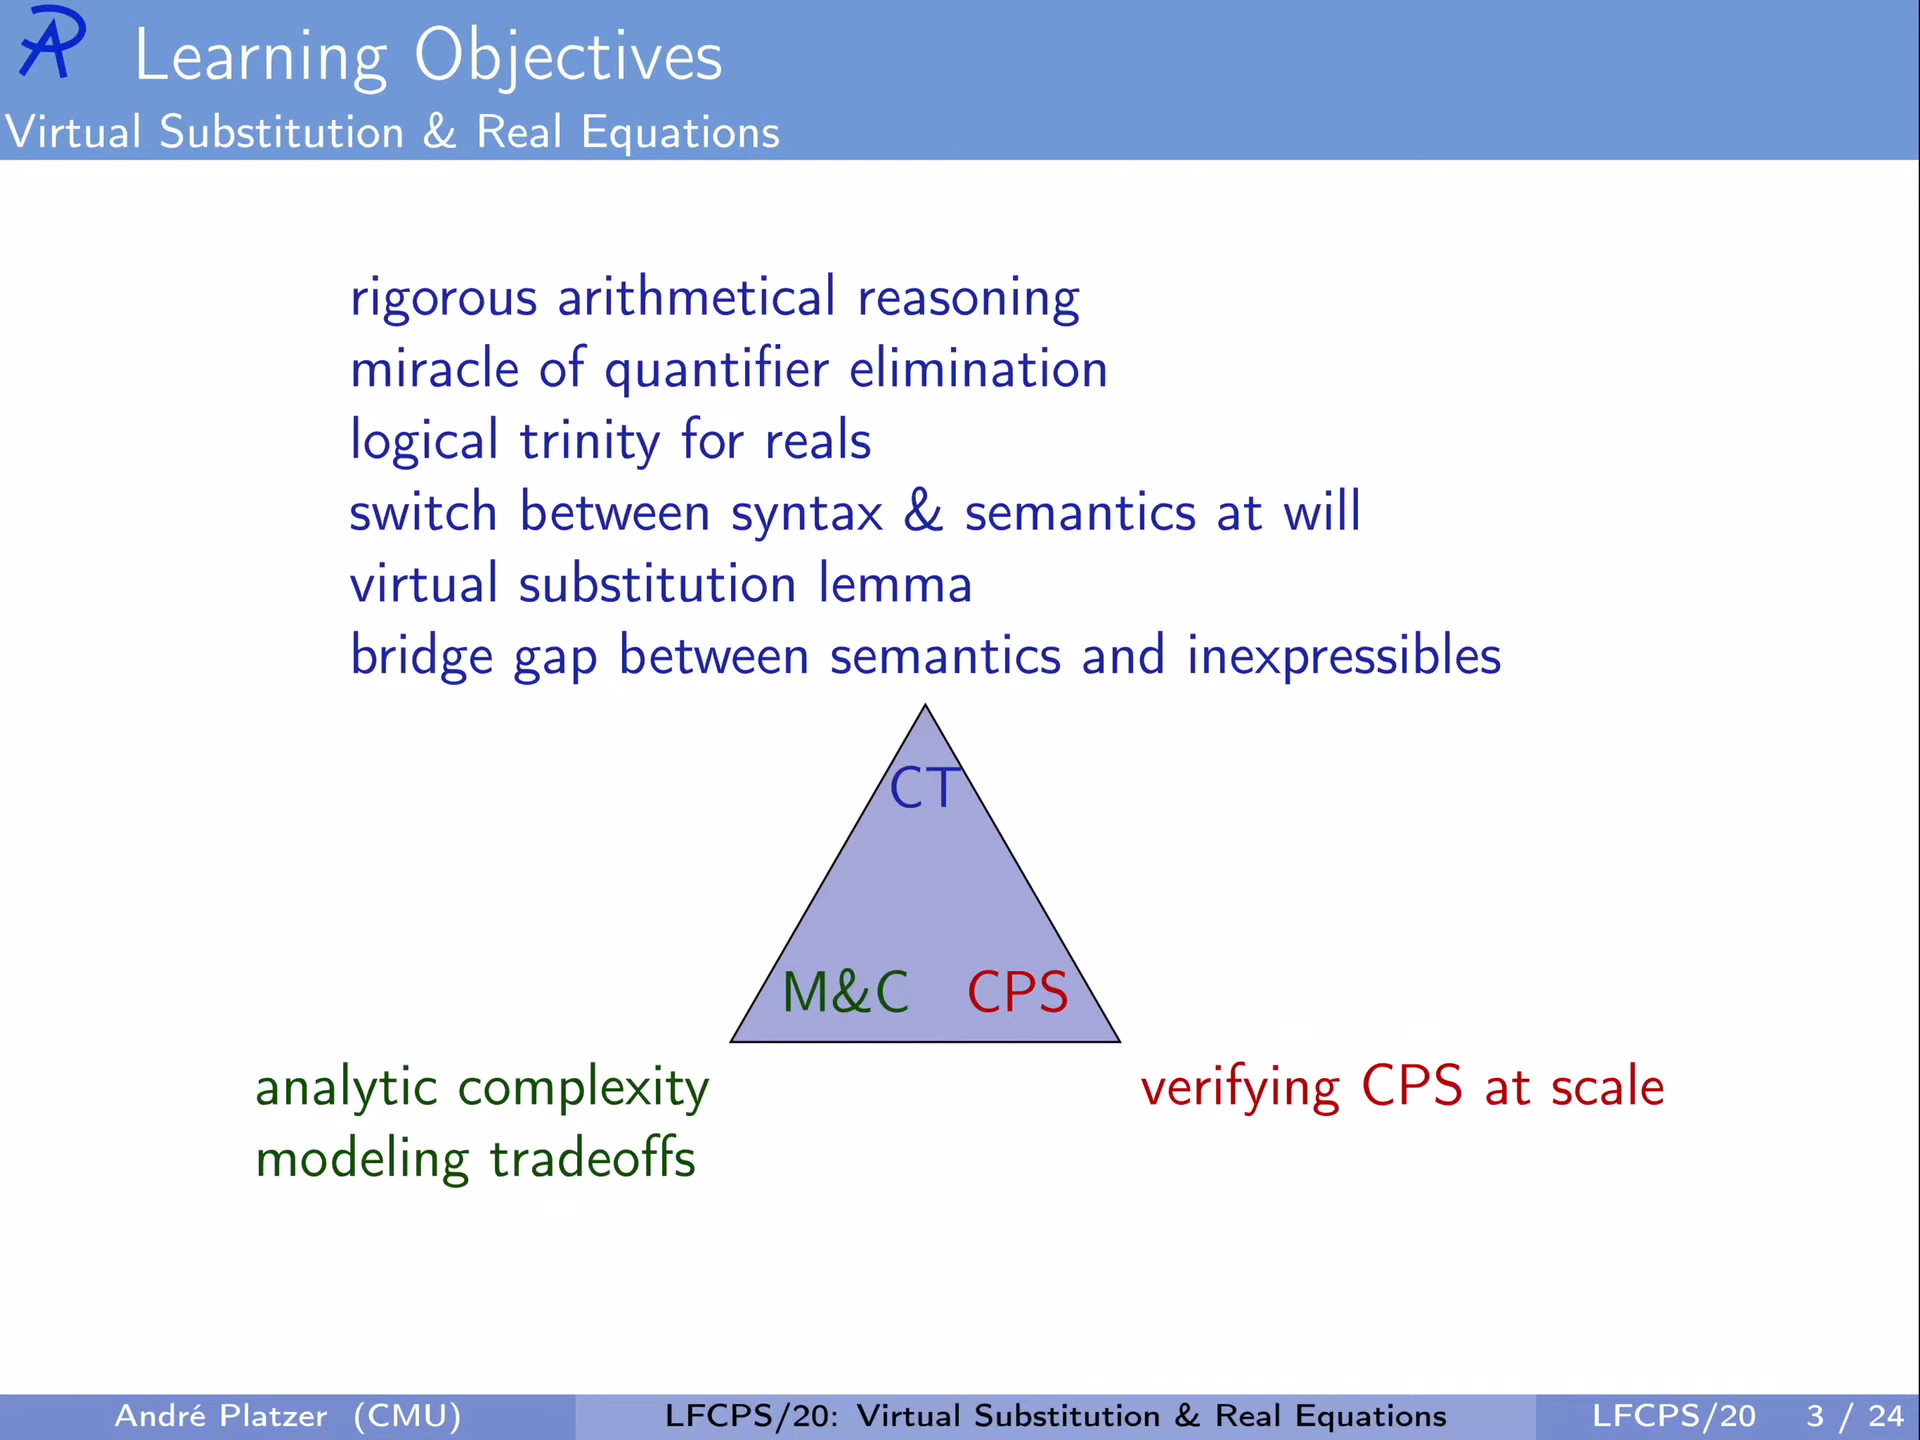 Learning Objectives
Virtual Substitution & Real Equations
rigorous arithmetical reasoning
miracle of quantifier elimination
logical trinity for reals
switch between syntax & semantics at will
virtual substitution lemma
bridge gap between semantics and inexpressibles
CT
M&C CPS
analytic complexity
modeling tradeoffs
verifying CPS at scale
André Platzer (CMU) LFCPS/20: Virtual Substitution & Real Equations LFCPS/20 3 / 24